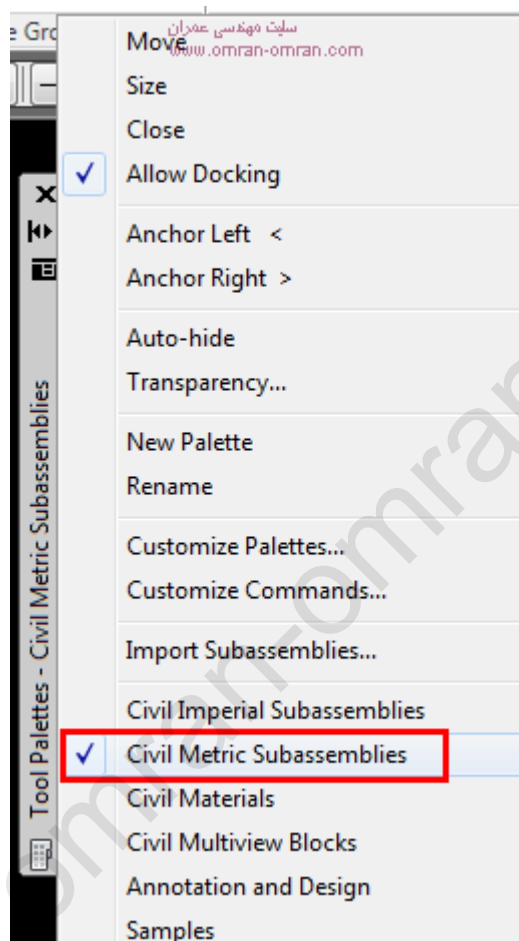 e Grc
سایت مهندسی عمران
Move
www.omran-omran.com
Size
Close
Allow Docking
Anchor Left <
Anchor Right >
Auto-hide
Transparency...
New Palette
Rename
Customize Palettes...
Customize Commands...
Import Subassemblies...
Civil Imperial Subassemblies
Civil Metric Subassemblies
Civil Materials
Civil Multiview Blocks
Annotation and Design
Samples
Tool Palettes - Civil Metric Subassemblies
omran-omran